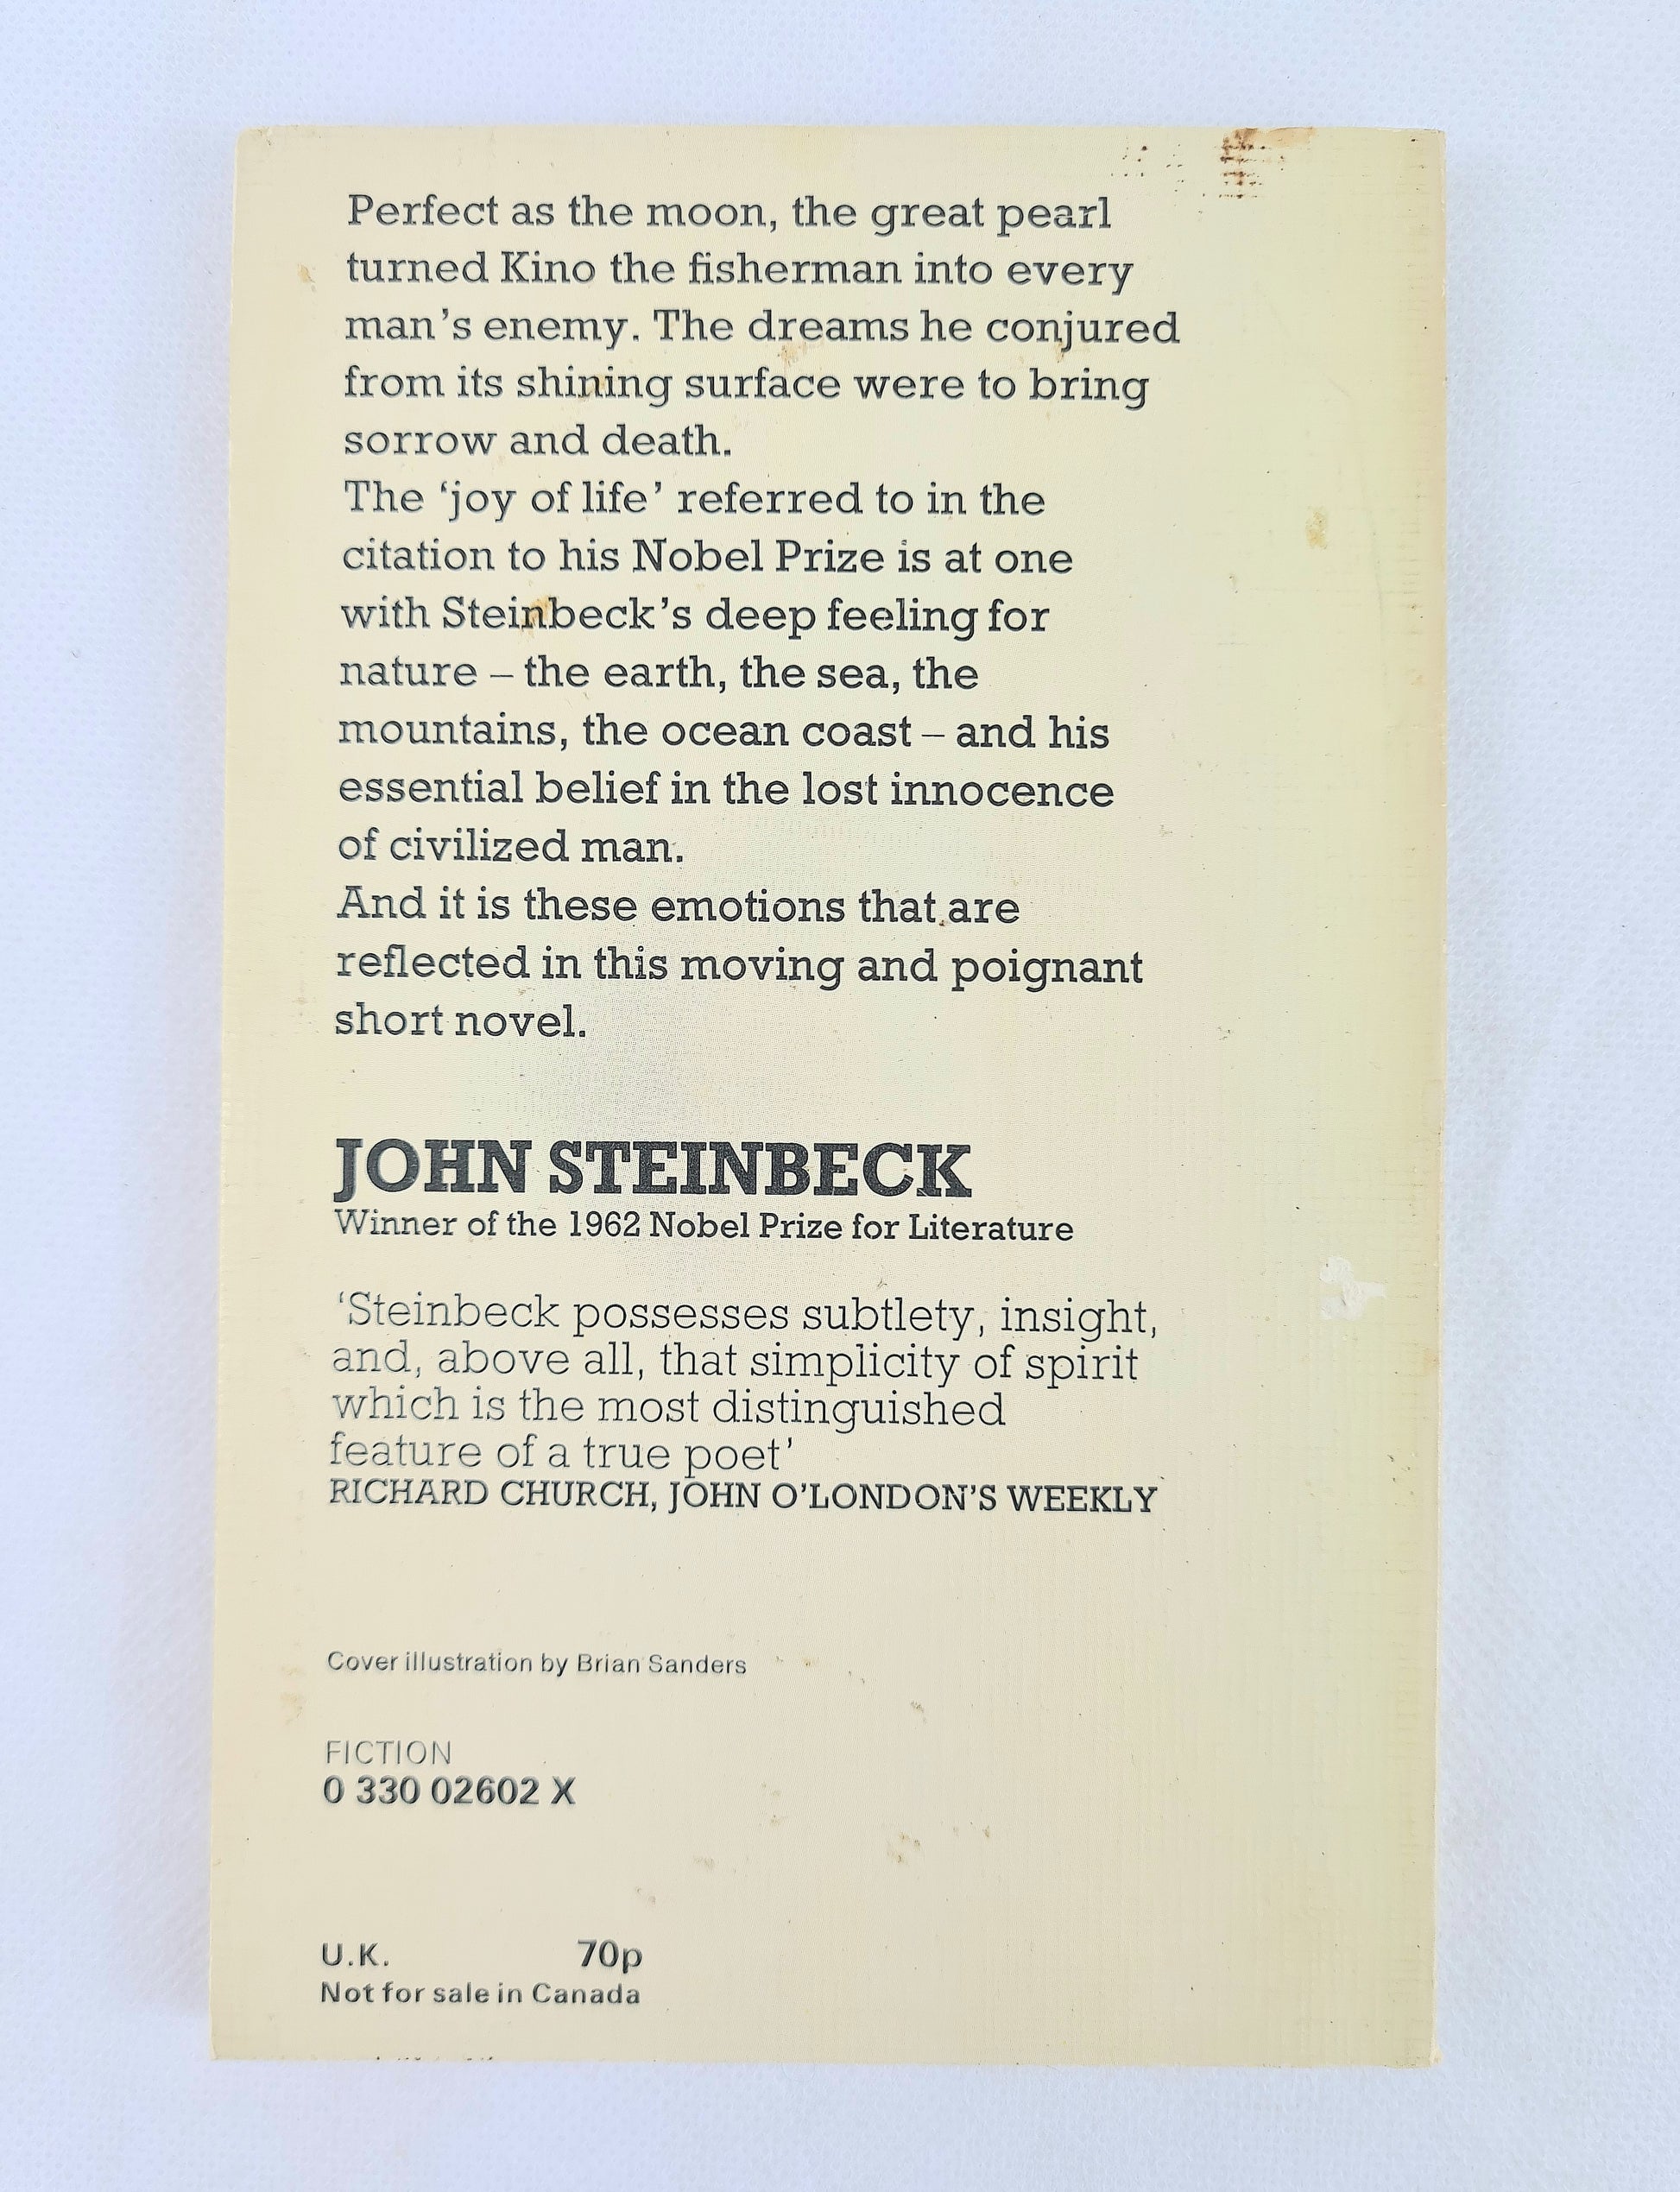 Perfect as the moon, the great pearl
turned Kino the fisherman into every
man's enemy. The dreams he conjured
from its shining surface were to bring
sorrow and death.
The ‘joy of life’ referred to in the
citation to his Nobel Prize is at one
with Steinbeck's deep feeling for
nature – the earth, the sea, the
mountains, the ocean coast – and his
essential belief in the lost innocence
of civilized man.
And it is these emotions that are
reflected in this moving and poignant
short novel.
JOHN STEINBECK
Winner of the 1962 Nobel Prize for Literature
‘Steinbeck possesses subtlety, insight,
and, above all, that simplicity of spirit
which is the most distinguished
feature of a true poet’
RICHARD CHURCH, JOHN O'LONDON'S WEEKLY
Cover illustration by Brian Sanders
FICTION
0 330 02602 X
U.K. 70p
Not for sale in Canada